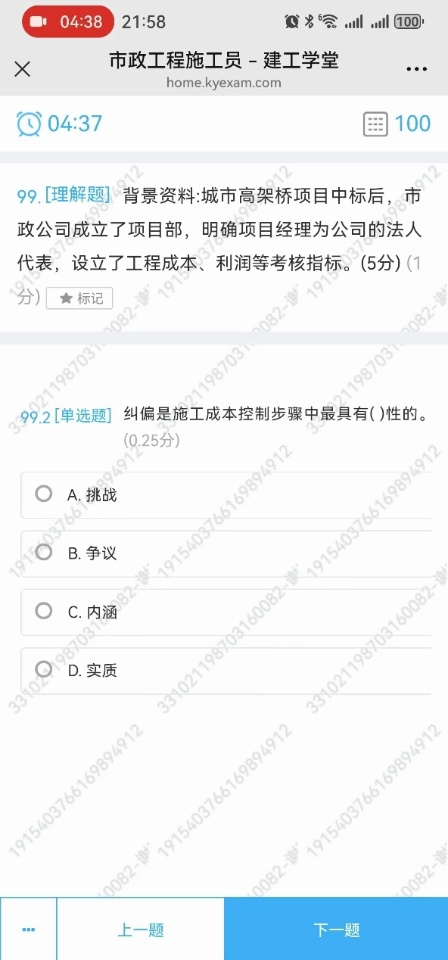 04:38 21:58 100
市政工程施工员 – 建工学堂
home.kyexam.com
04:37 100
99. [理解题] 背景资料:城市高架桥项目中标后，市
政公司成立了项目部，明确项目经理为公司的法人
代表，设立了工程成本、利润等考核指标。(5分) (1
分) ★ 标记
99.2 [单选题] 纠偏是施工成本控制步骤中最具有( )性的。
(0.25分)
A. 挑战
B. 争议
C. 内涵
D. 实质
上一题
下一题